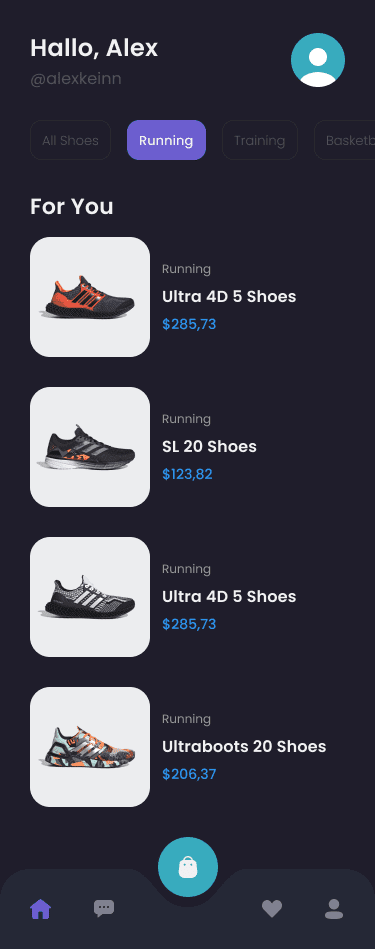 Hallo, Alex
@alexkeinn
All Shoes
Running
Training
Basketb
For You
Running
Ultra 4D 5 Shoes
$285,73
Running
SL 20 Shoes
$123,82
Running
Ultra 4D 5 Shoes
$285,73
Running
Ultraboots 20 Shoes
$206,37